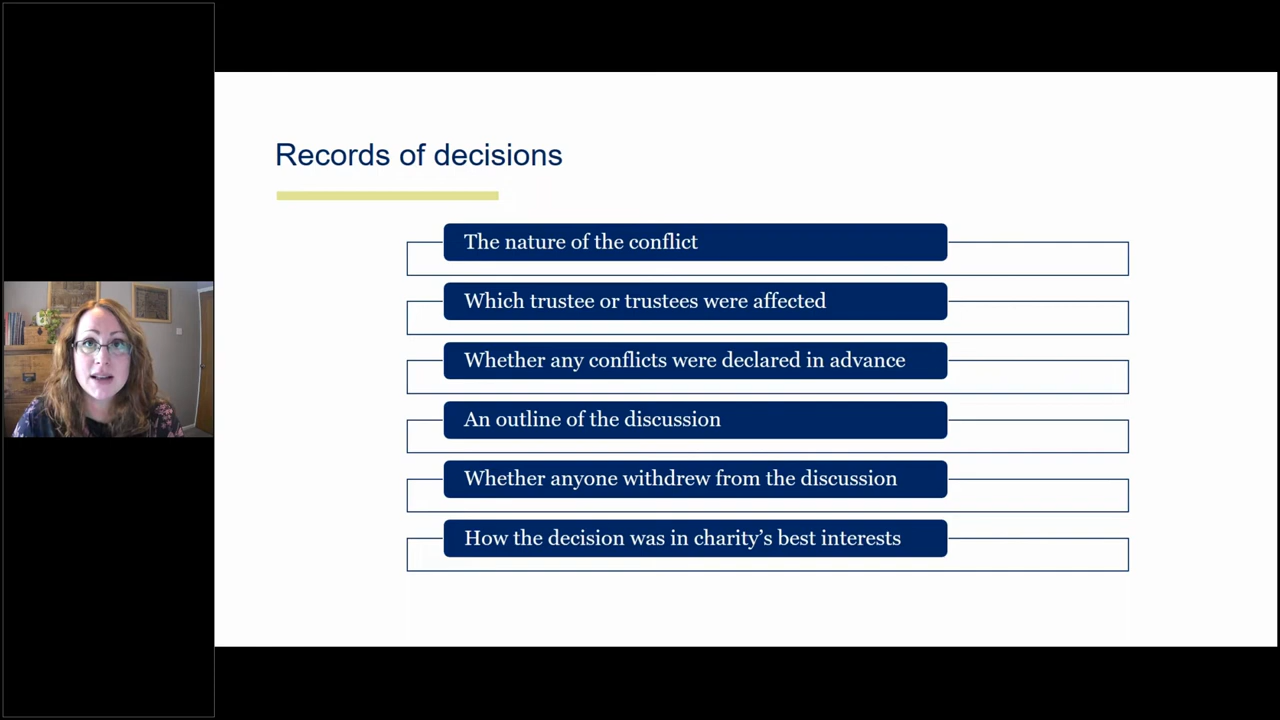 Records of decisions
The nature of the conflict
Which trustee or trustees were affected
Whether any conflicts were declared in advance
An outline of the discussion
Whether anyone withdrew from the discussion
How the decision was in charity’s best interests